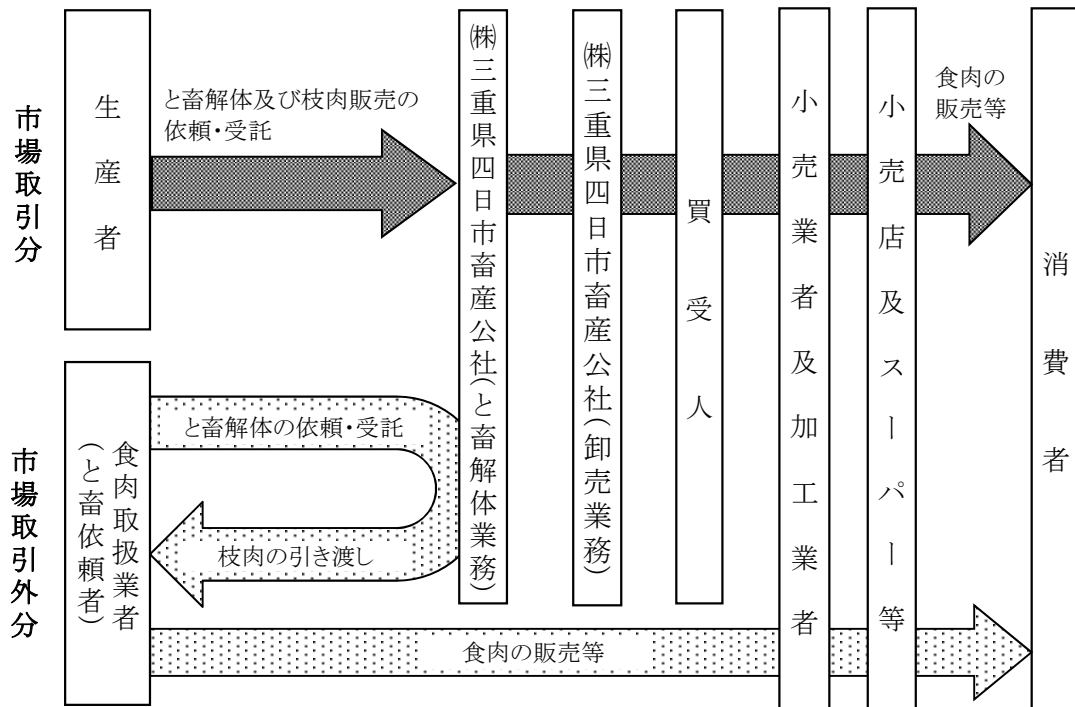 市場取引分
生産者
と畜解体及び枝肉販売の
依頼・受託
㈱三重県四日市畜産公社(と畜解体業務)
㈱三重県四日市畜産公社(卸売業務)
買受人
小売業者及加工業者
小売店及スーパー等
食肉の
販売等
消費者
市場取引外分
食肉取扱業者
(と畜依頼者)
と畜解体の依頼・受託
枝肉の引き渡し
食肉の販売等